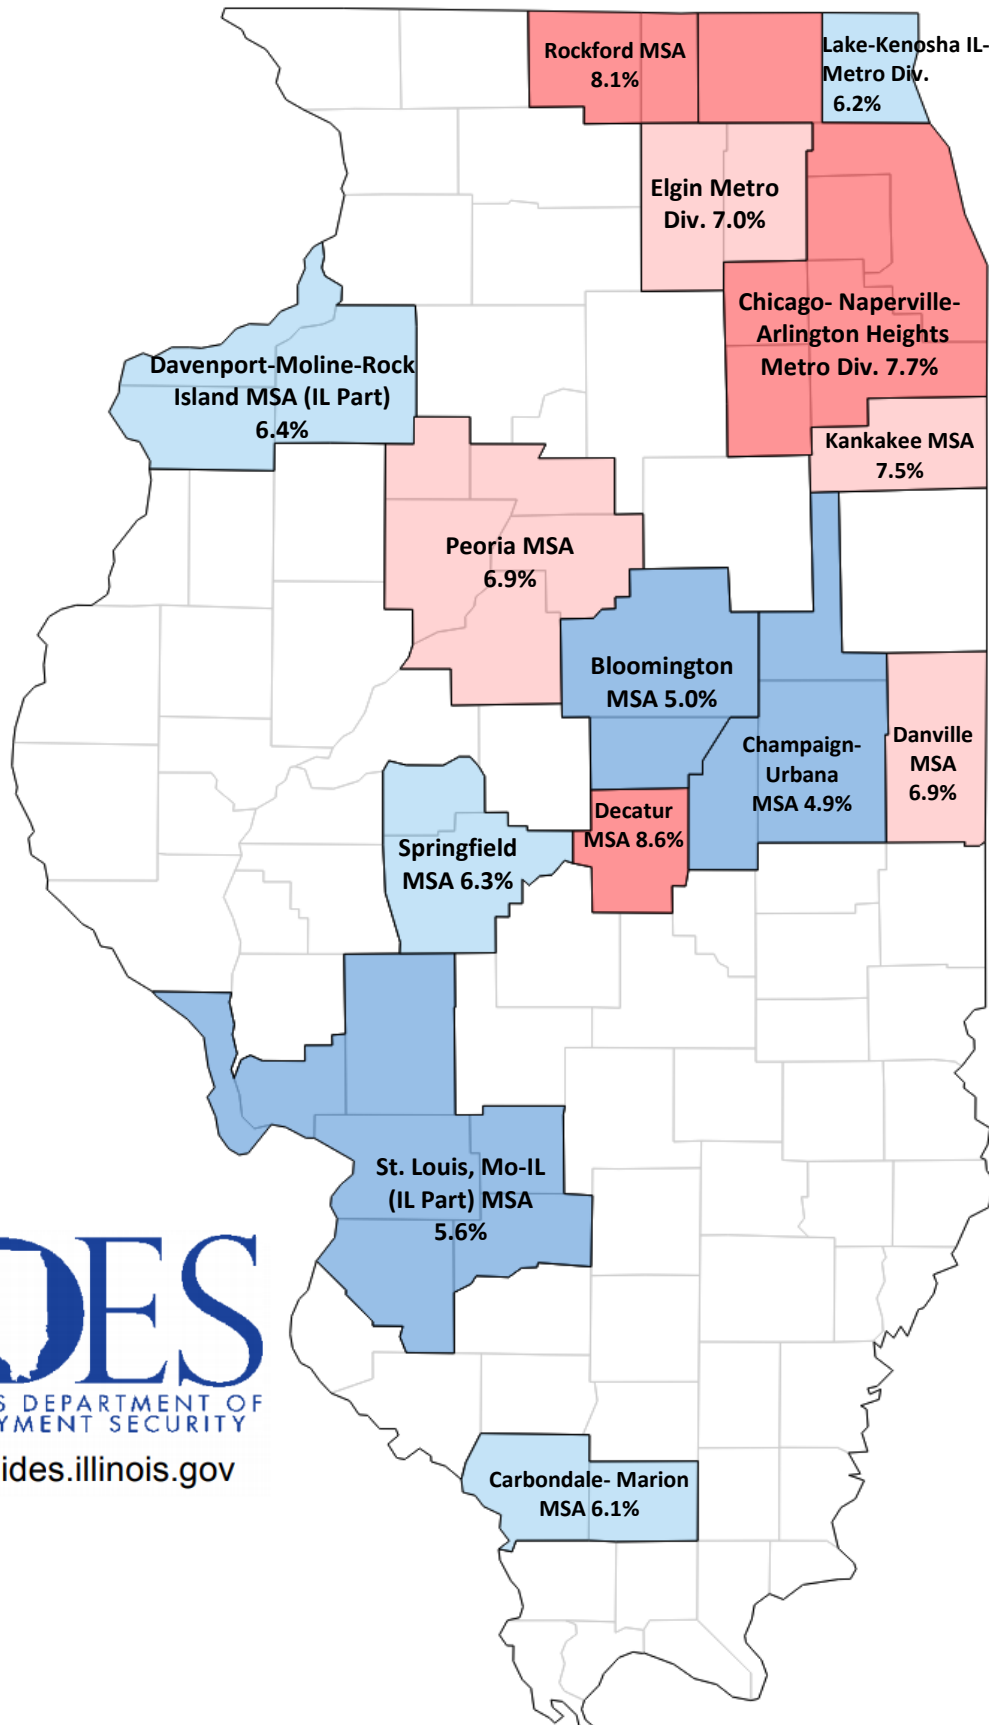 Rockford MSA
8.1%
Lake-Kenosha IL-
Metro Div.
6.2%
Elgin Metro
Div. 7.0%
Chicago- Naperville-
Arlington Heights
Metro Div. 7.7%
Davenport-Moline-Rock
Island MSA (IL Part)
6.4%
Kankakee MSA
7.5%
Peoria MSA
6.9%
Bloomington
MSA 5.0%
Champaign-
Urbana
MSA 4.9%
Danville
MSA
6.9%
Decatur
MSA 8.6%
Springfield
MSA 6.3%
St. Louis, Mo-IL
(IL Part) MSA
5.6%
DES
S DEPARTMENT OF
YMENT SECURITY
ides.illinois.gov
Carbondale- Marion
MSA 6.1%